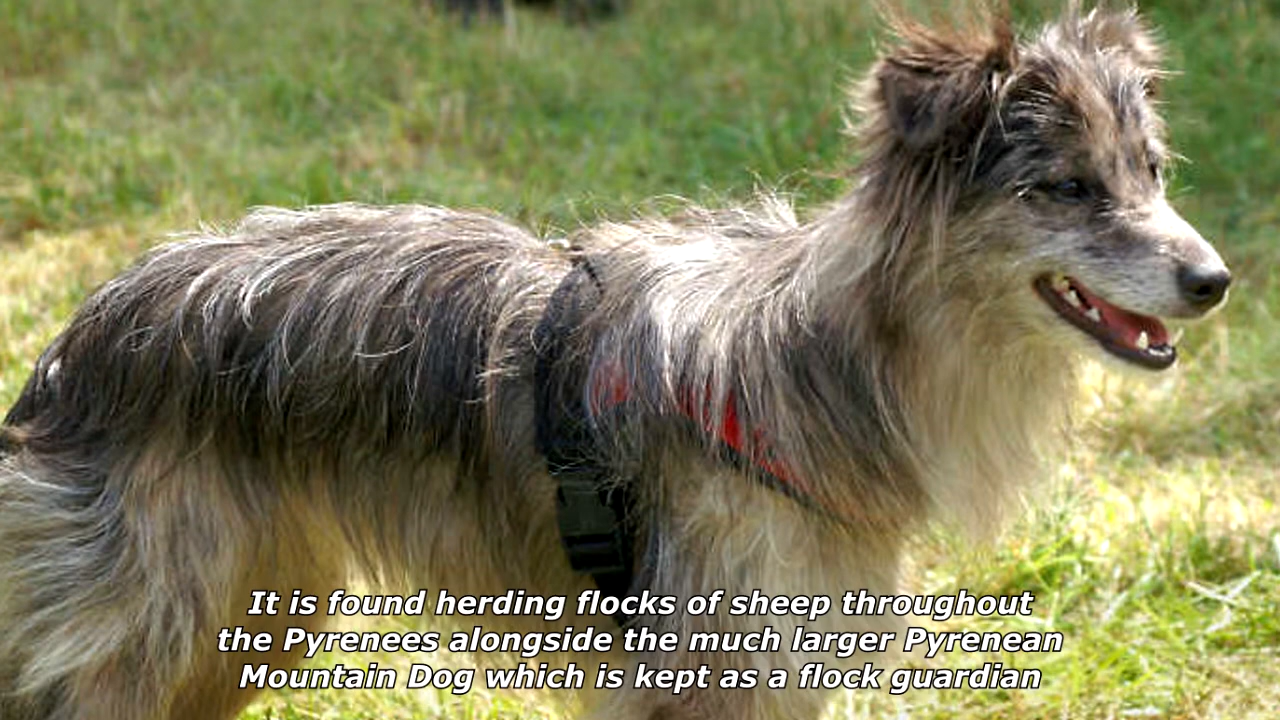 It is found herding flocks of sheep throughout
the Pyrenees alongside the much larger Pyrenean
Mountain Dog which is kept as a flock guardian